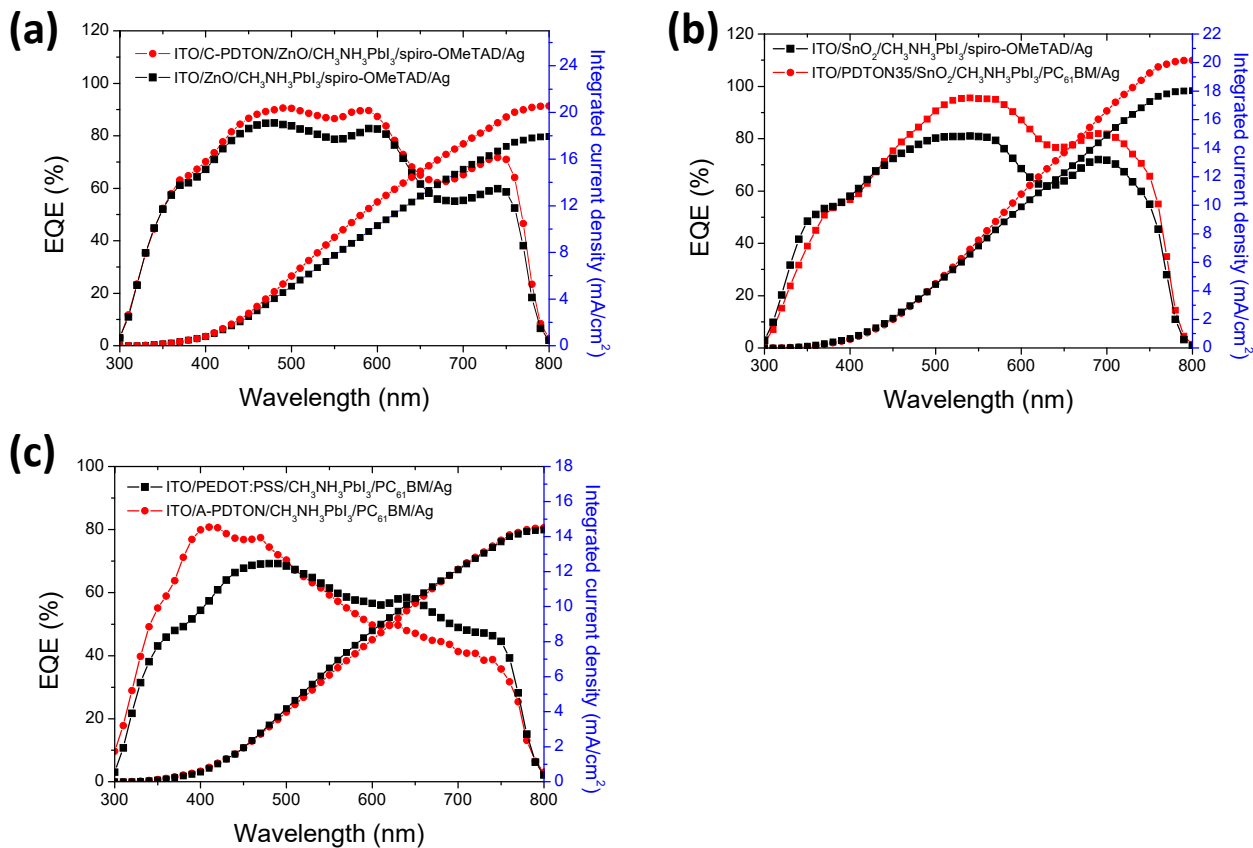 (a)
120
100
80
60
40
20
0
EQE (%)
ITO/C-PDTON/ZnO/CH₃NH₃PbI₃/spiro-OMeTAD/Ag
ITO/ZnO/CH₃NH₃PbI₃/spiro-OMeTAD/Ag
24
20
16
12
8
4
0
Integrated current
density (mA/cm²)
300 400 500 600 700 800
Wavelength (nm)
(b)
120
100
80
60
40
20
0
EQE (%)
ITO/SnO₂/CH₃NH₃PbI₃/spiro-OMeTAD/Ag
ITO/PDTON35/SnO₂/CH₃NH₃PbI₃/PC₆₁BM/Ag
22
20
18
16
14
12
10
8
6
4
2
0
Integrated current
density (mA/cm²)
300 400 500 600 700 800
Wavelength (nm)
(c)
100
80
60
40
20
0
EQE (%)
ITO/PEDOT:PSS/CH₃NH₃PbI₃/PC₆₁BM/Ag
ITO/A-PDTON/CH₃NH₃PbI₃/PC₆₁BM/Ag
18
16
14
12
10
8
6
4
2
0
Integrated current density (mA/cm²)
300 400 500 600 700 800
Wavelength (nm)